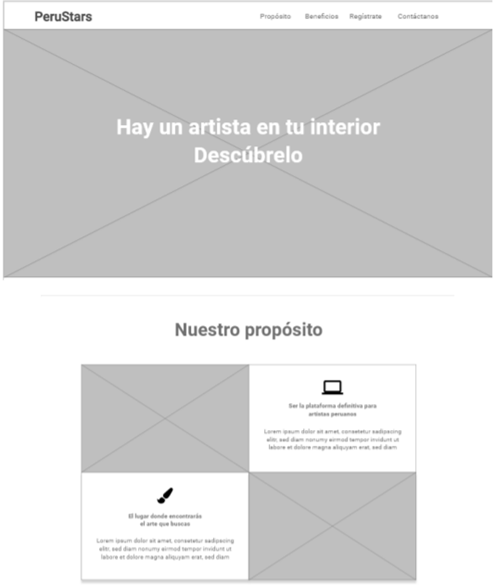 PeruStars
Propósito Beneficios Regístrate Contáctanos
Hay un artista en tu interior
Descúbrelo
Nuestro propósito
Ser la plataforma definitiva para
artistas peruanos
Lorem ipsum dolor sit amet, consetetur sadipscing
elitr, sed diam nonumy eirmod tempor invidunt ut
labore et dolore magna aliquyam erat, sed diam
El lugar donde encontrarás
el arte que buscas
Lorem ipsum dolor sit amet, consetetur sadipscing
elitr, sed diam nonumy eirmod tempor invidunt ut
labore et dolore magna aliquyam erat, sed diam